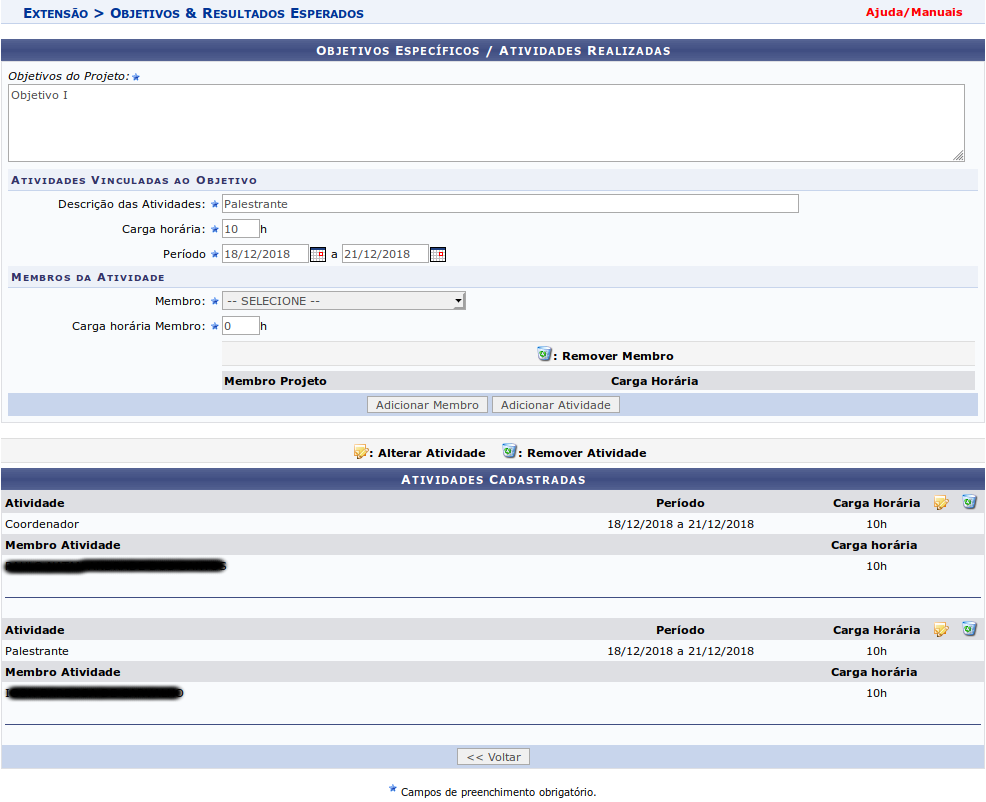 Extensão > Objetivos & Resultados Esperados
Ajuda/Manuais
Objetivos Específicos / Atividades Realizadas
Objetivos do Projeto:
Objetivo I
Atividades Vinculadas ao Objetivo
Descrição das Atividades: Palestrante
Carga horária: 10 h
Período 18/12/2018 a 21/12/2018
Membros da Atividade
Membro: -- SELECIONE --
Carga horária Membro: 0 h
: Remover Membro
Membro Projeto Carga Horária
Adicionar Membro Adicionar Atividade
: Alterar Atividade : Remover Atividade
Atividades Cadastradas
Atividade Período Carga Horária
Coordenador 18/12/2018 a 21/12/2018 10h
Membro Atividade Carga horária
10h
Atividade Período Carga Horária
Palestrante 18/12/2018 a 21/12/2018 10h
Membro Atividade Carga horária
10h
<< Voltar
Campos de preenchimento obrigatório.